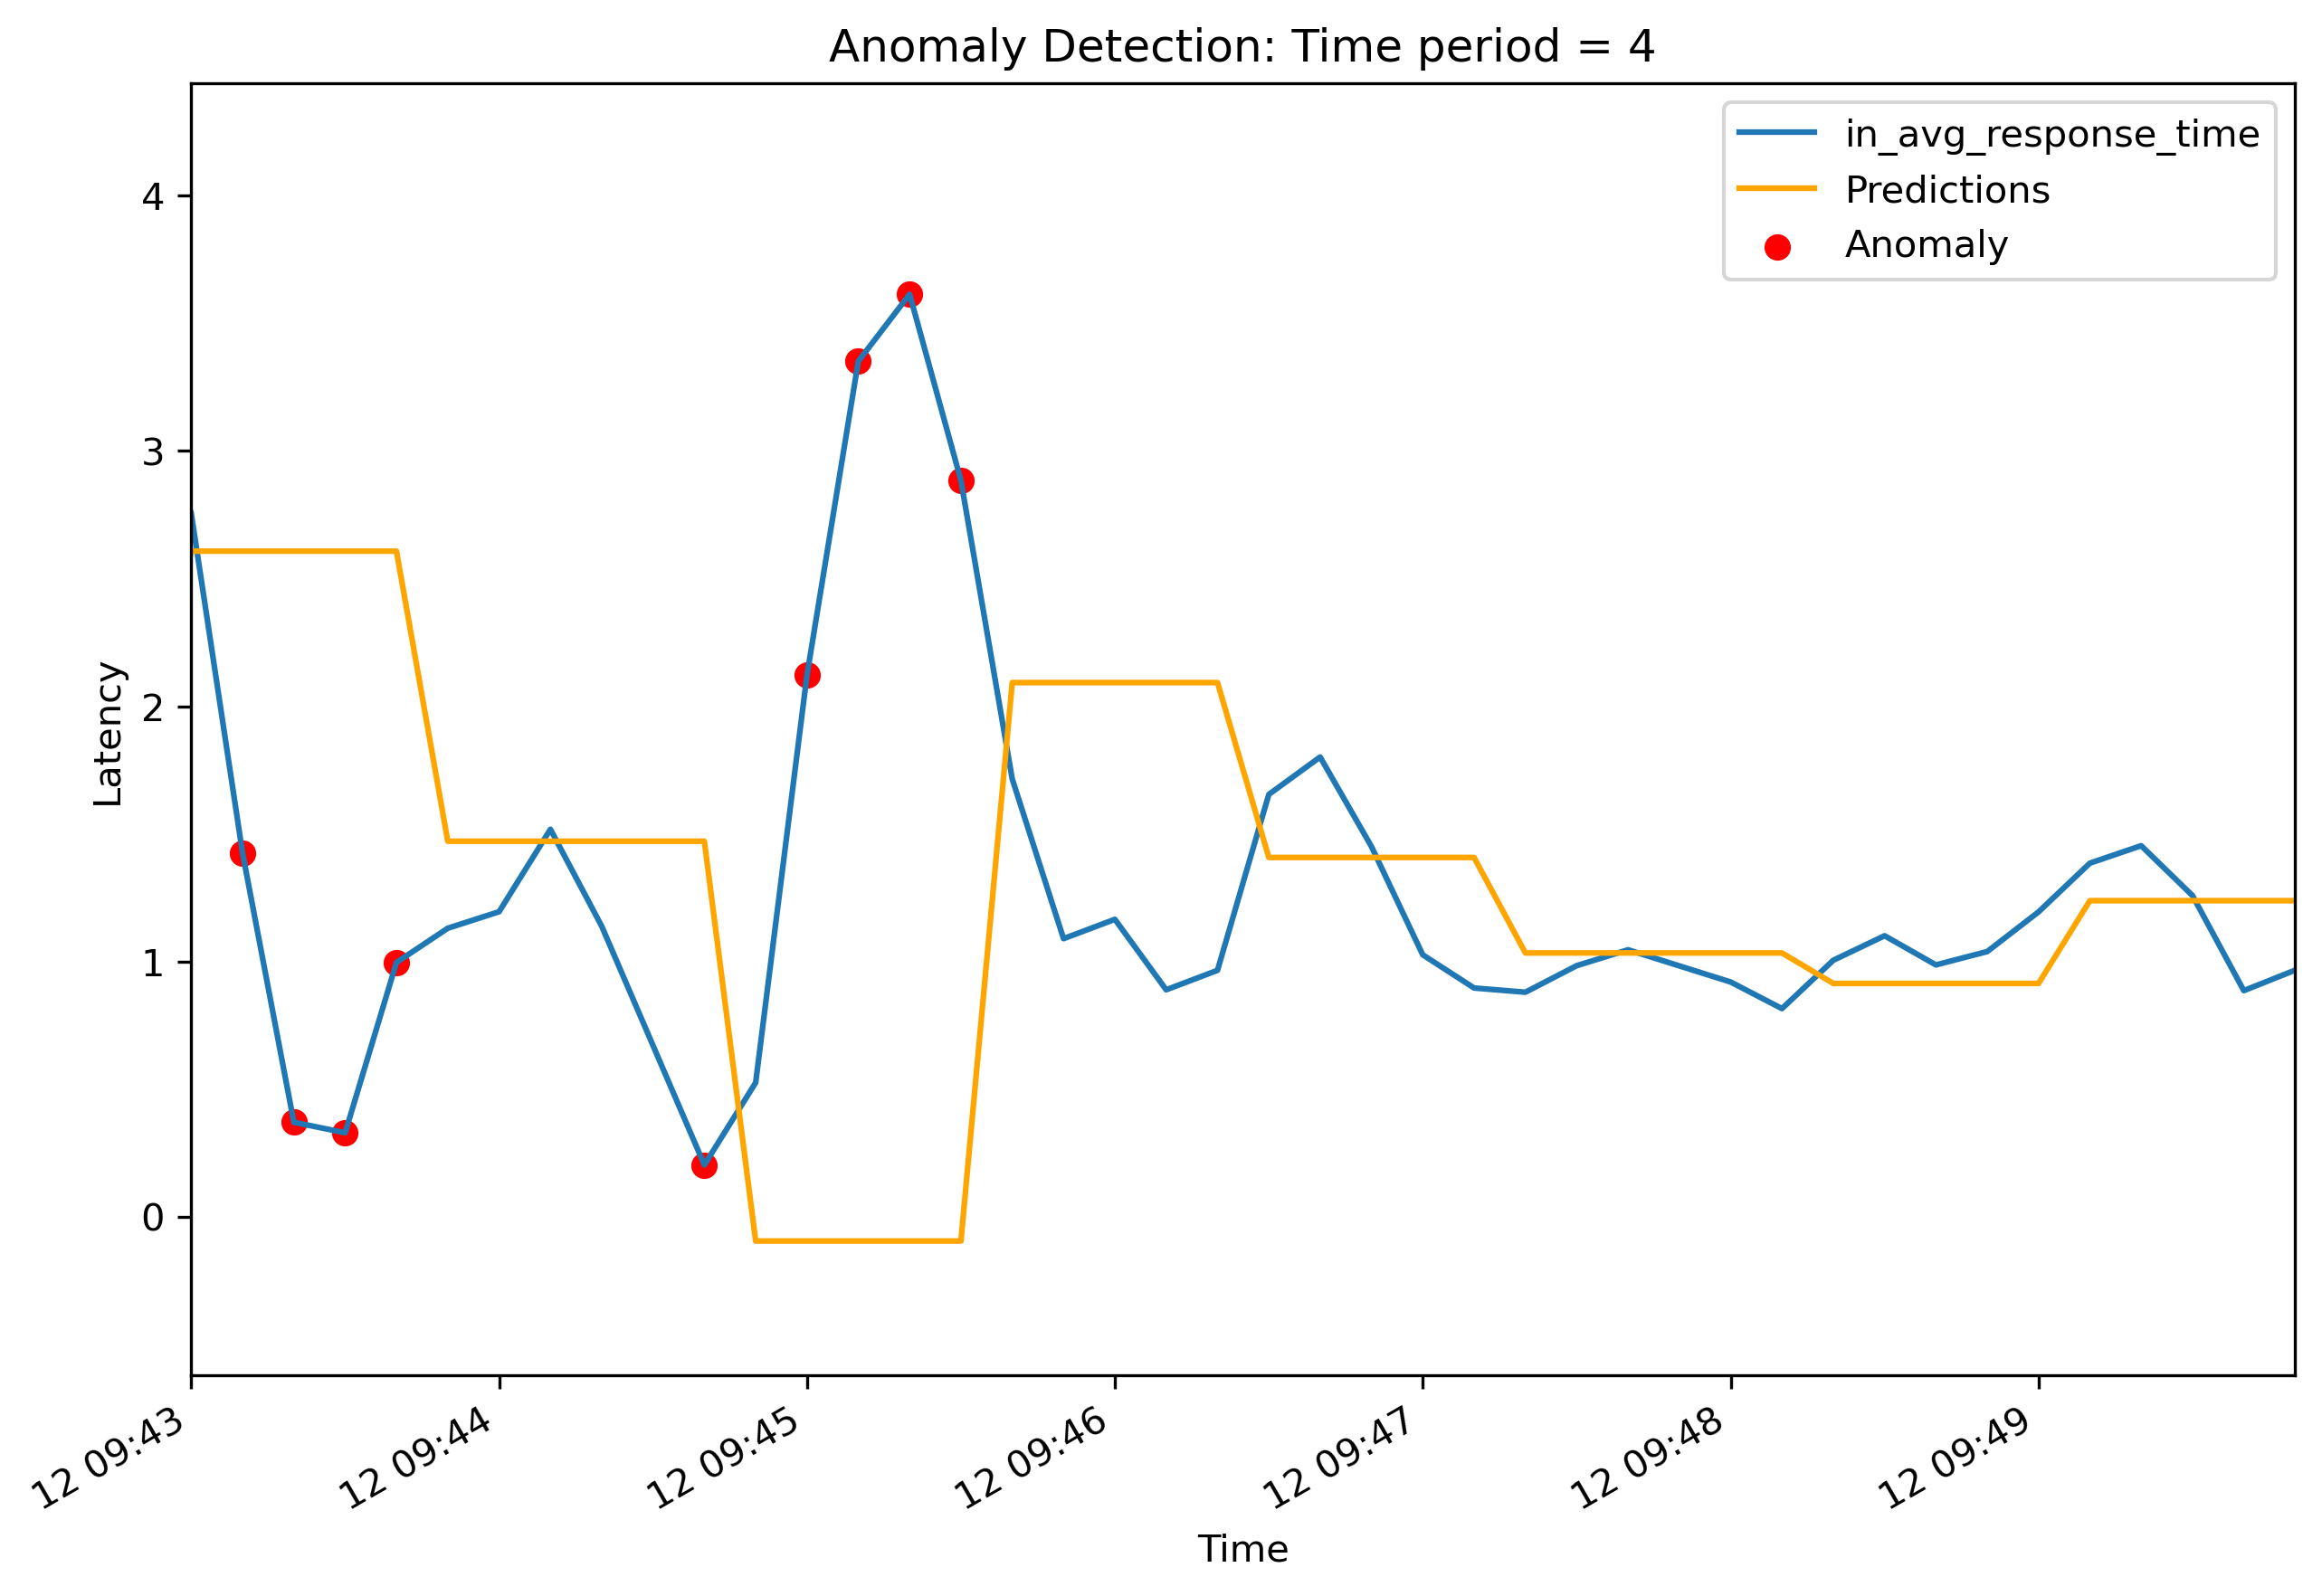 Anomaly Detection: Time period = 4
in_avg_response_time
Predictions
Anomaly
Latency
4
3
2
1
0
12 09:43
12 09:44
12 09:45
12 09:46
12 09:47
12 09:48
12 09:49
Time